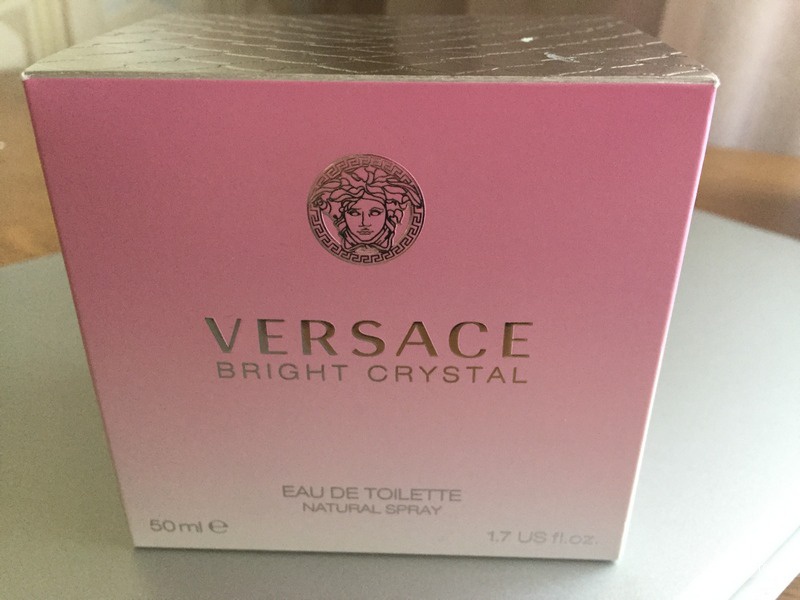 VERSACE
BRIGHT CRYSTAL
EAU DE TOILETTE
NATURAL SPRAY
50 ml ℮
1.7 US fl.oz.